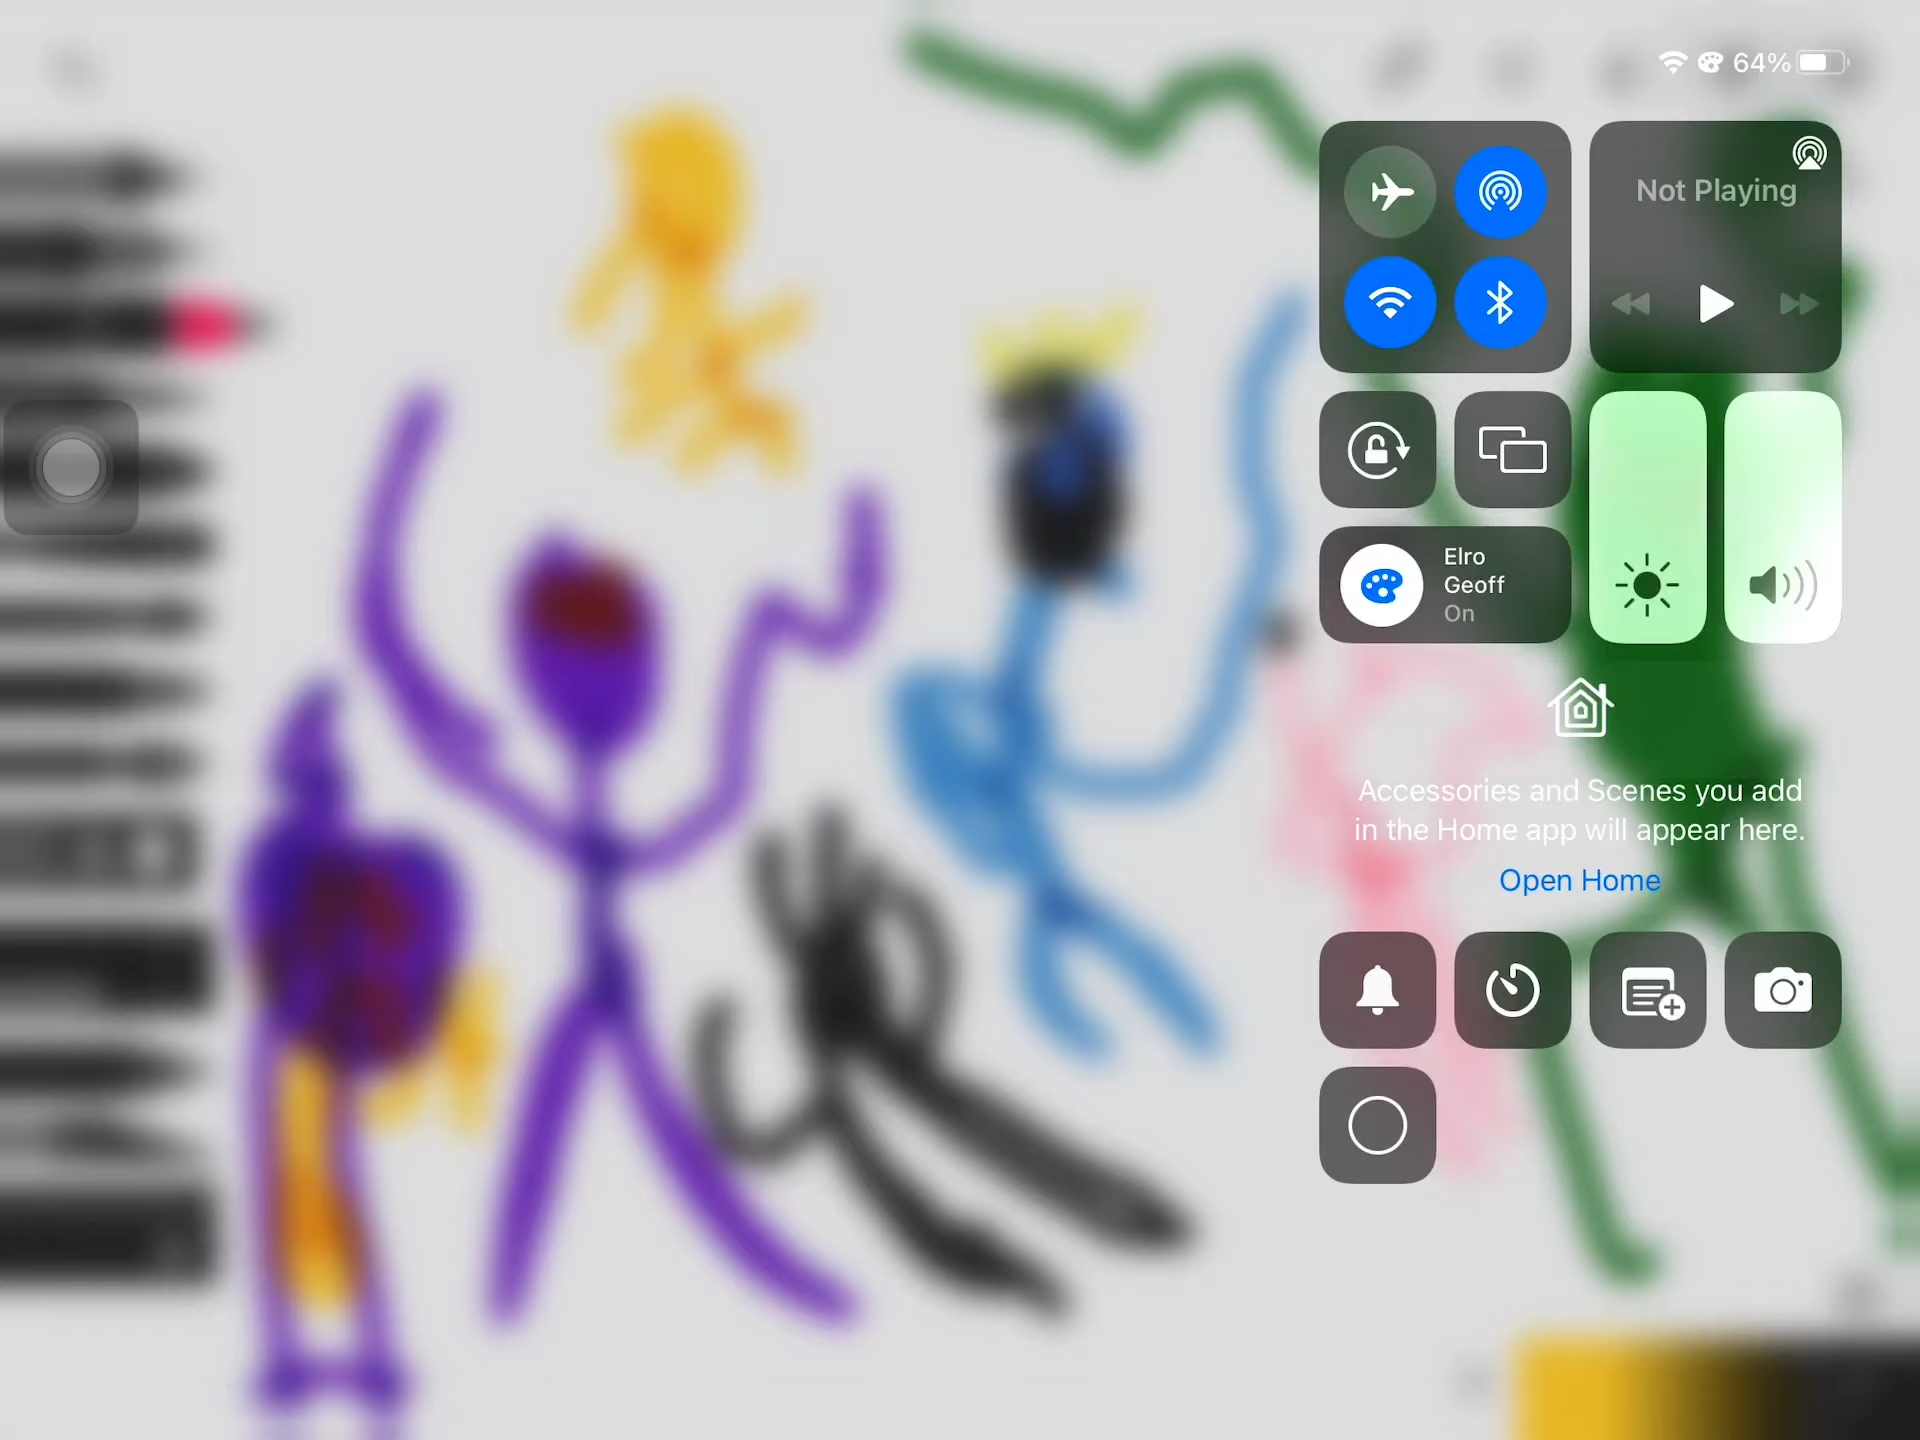 64%
Not Playing
Elro
Geoff
On
Accessories and Scenes you add
in the Home app will appear here.
Open Home